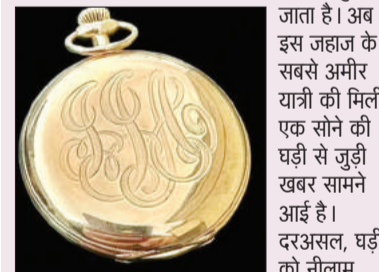 जाता है। अब
इस जहाज के
सबसे अमीर
यात्री की मिली
एक सोने की
घड़ी से जुड़ी
खबर सामने
आई है।
दरअसल, घड़ी
को नीलाम